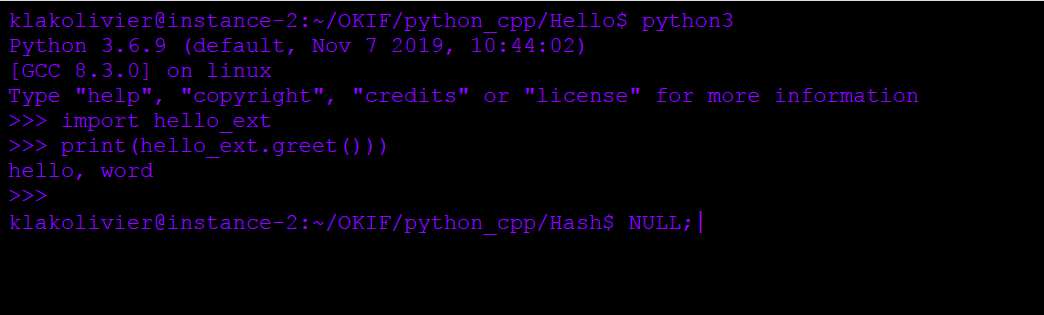 klakolivier@instance-2:~/OKIF/python_cpp/Hello$ python3
Python 3.6.9 (default, Nov 7 2019, 10:44:02)
[GCC 8.3.0] on linux
Type "help", "copyright", "credits" or "license" for more information
>>> import hello_ext
>>> print(hello_ext.greet()))
hello, word
>>>
klakolivier@instance-2:~/OKIF/python_cpp/Hash$ NULL;|